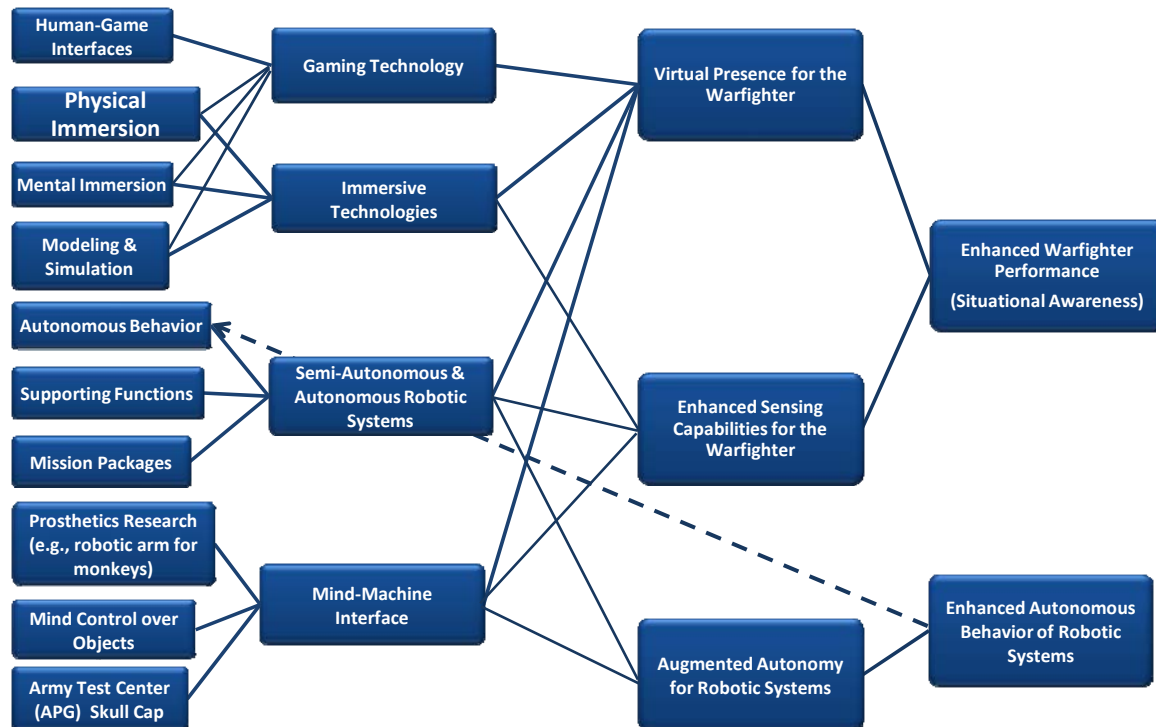 Human-Game
Interfaces
Gaming Technology
Virtual Presence for the
Warfighter
Physical
Immersion
Mental Immersion
Immersive
Technologies
Modeling &
Simulation
Enhanced Warfighter
Performance
(Situational Awareness)
Autonomous Behavior
Semi-Autonomous &
Autonomous Robotic
Systems
Supporting Functions
Enhanced Sensing
Capabilities for the
Warfighter
Mission Packages
Prosthetics Research
(e.g., robotic arm for
monkeys)
Mind-Machine
Interface
Enhanced Autonomous
Behavior of Robotic
Systems
Mind Control over
Objects
Augmented Autonomy
for Robotic Systems
Army Test Center
(APG) Skull Cap